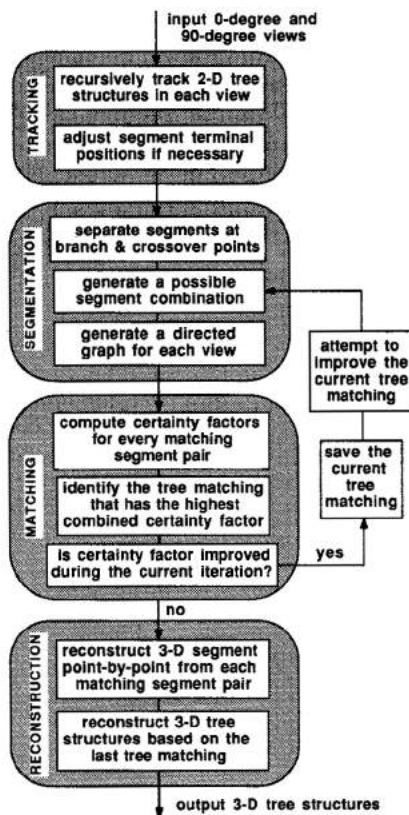 input 0-degree and
90-degree views
TRACKING
recursively track 2-D tree
structures in each view
adjust segment terminal
positions if necessary
SEGMENTATION
separate segments at
branch & crossover points
generate a possible
segment combination
generate a directed
graph for each view
attempt to
improve the
current tree
matching
save the
current
tree
matching
MATCHING
compute certainty factors
for every matching
segment pair
identify the tree matching
that has the highest
combined certainty factor
Is certainty factor improved
during the current iteration?
yes
no
RECONSTRUCTION
reconstruct 3-D segment
point-by-point from each
matching segment pair
reconstruct 3-D tree
structures based on the
last tree matching
output 3-D tree structures